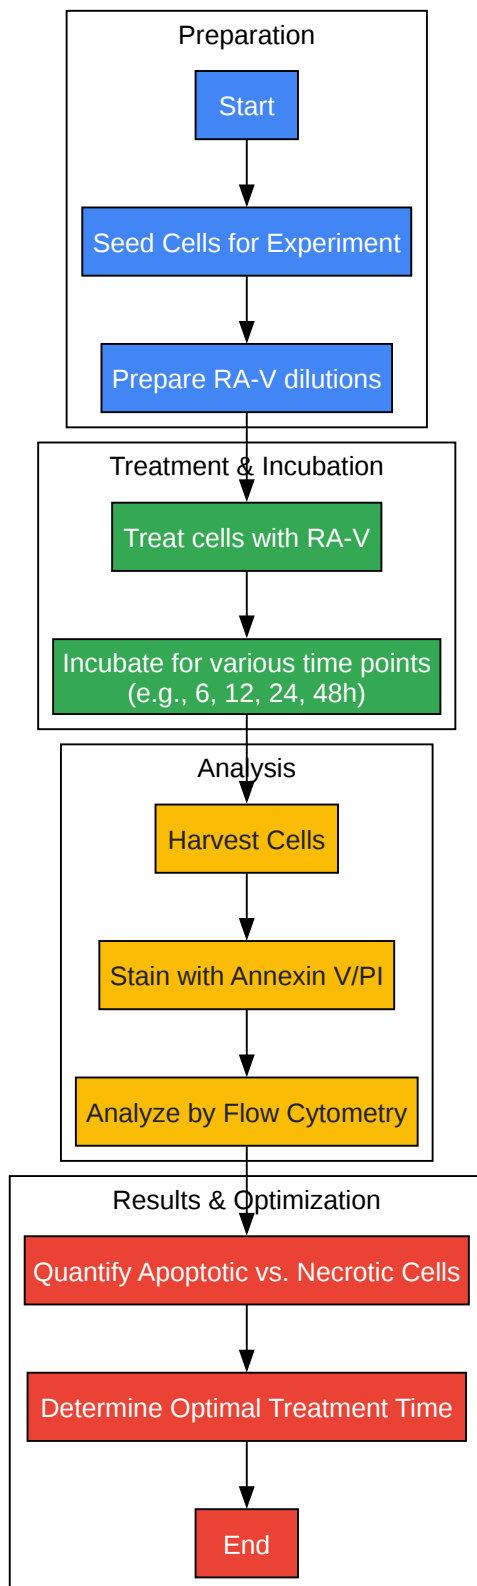 Preparation
Start
Seed Cells for Experiment
Prepare RA-V dilutions
Treatment & Incubation
Treat cells with RA-V
Incubate for various time points
(e.g., 6, 12, 24, 48h)
Analysis
Harvest Cells
Stain with Annexin V/PI
Analyze by Flow Cytometry
Results & Optimization
Quantify Apoptotic vs. Necrotic Cells
Determine Optimal Treatment Time
End